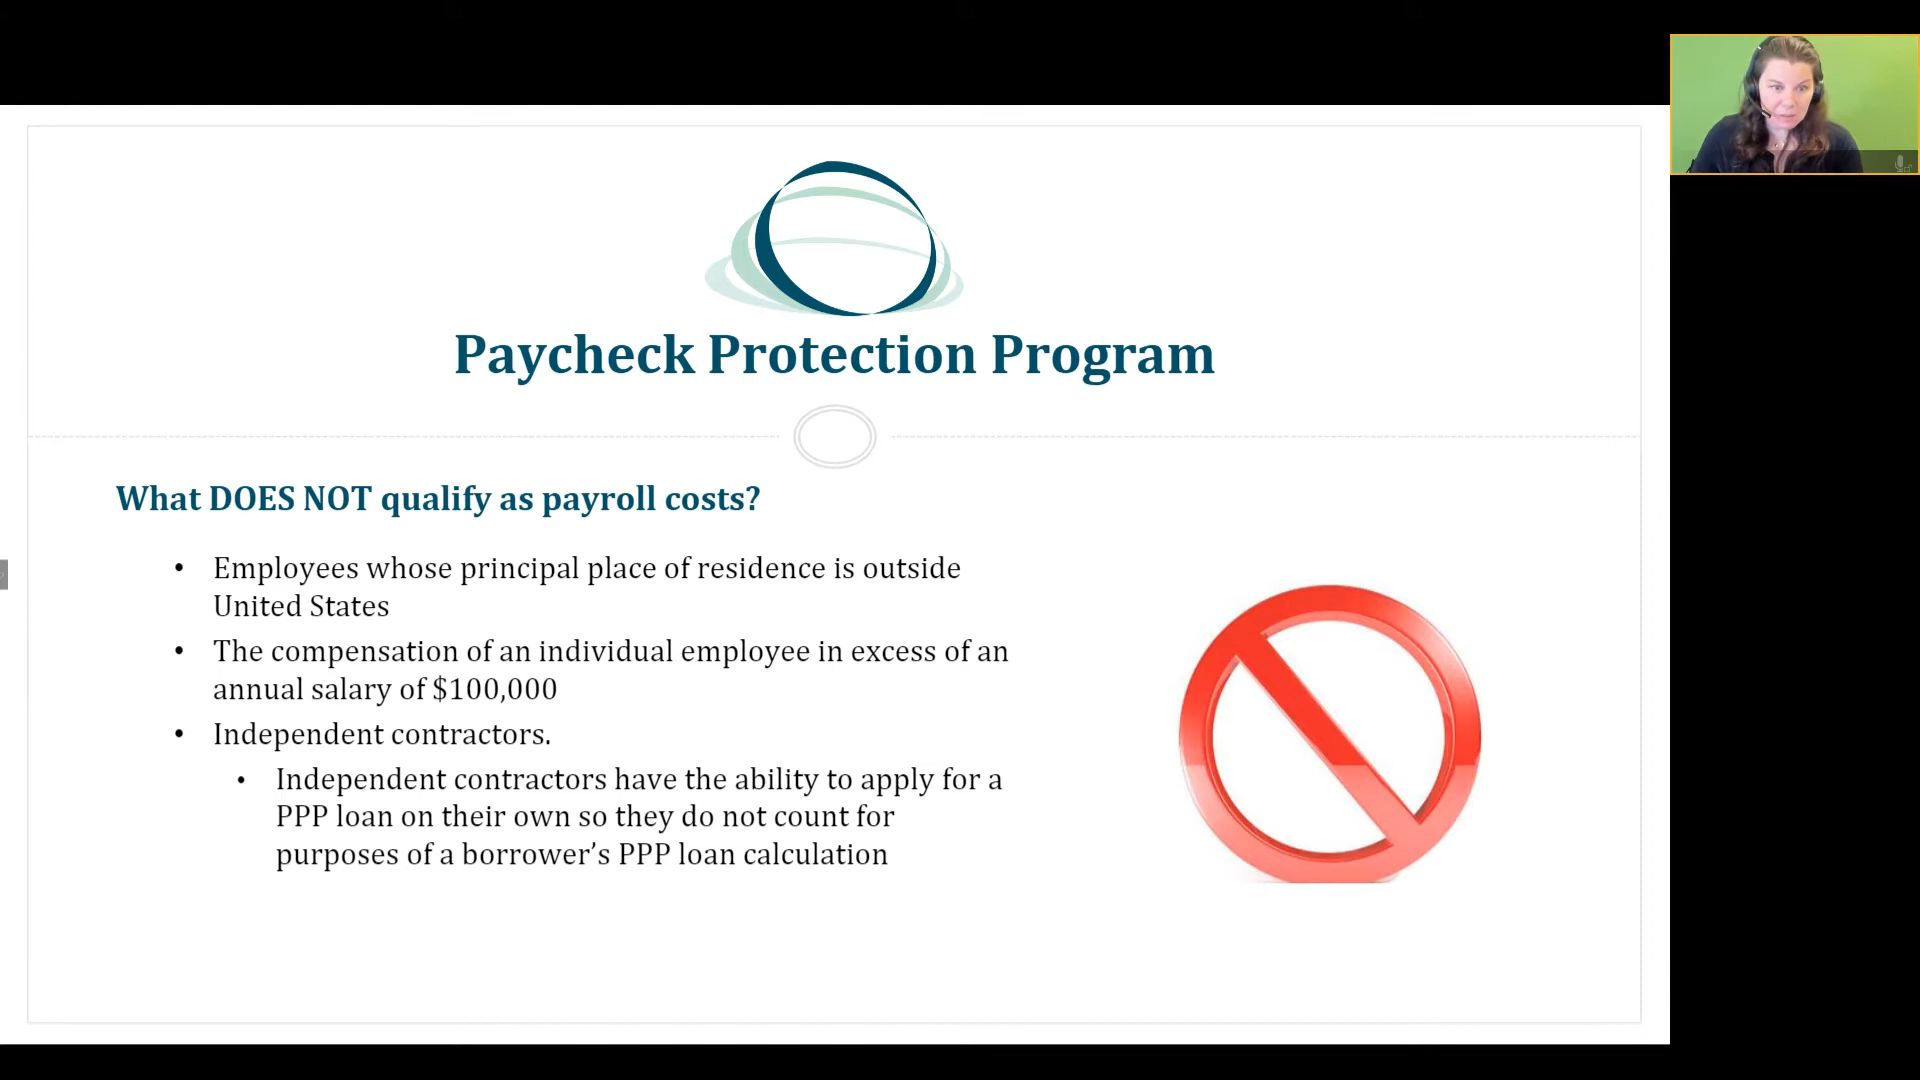 Paycheck Protection Program
What DOES NOT qualify as payroll costs?
• Employees whose principal place of residence is outside
United States
• The compensation of an individual employee in excess of an
annual salary of $100,000
• Independent contractors.
• Independent contractors have the ability to apply for a
PPP loan on their own so they do not count for
purposes of a borrower’s PPP loan calculation